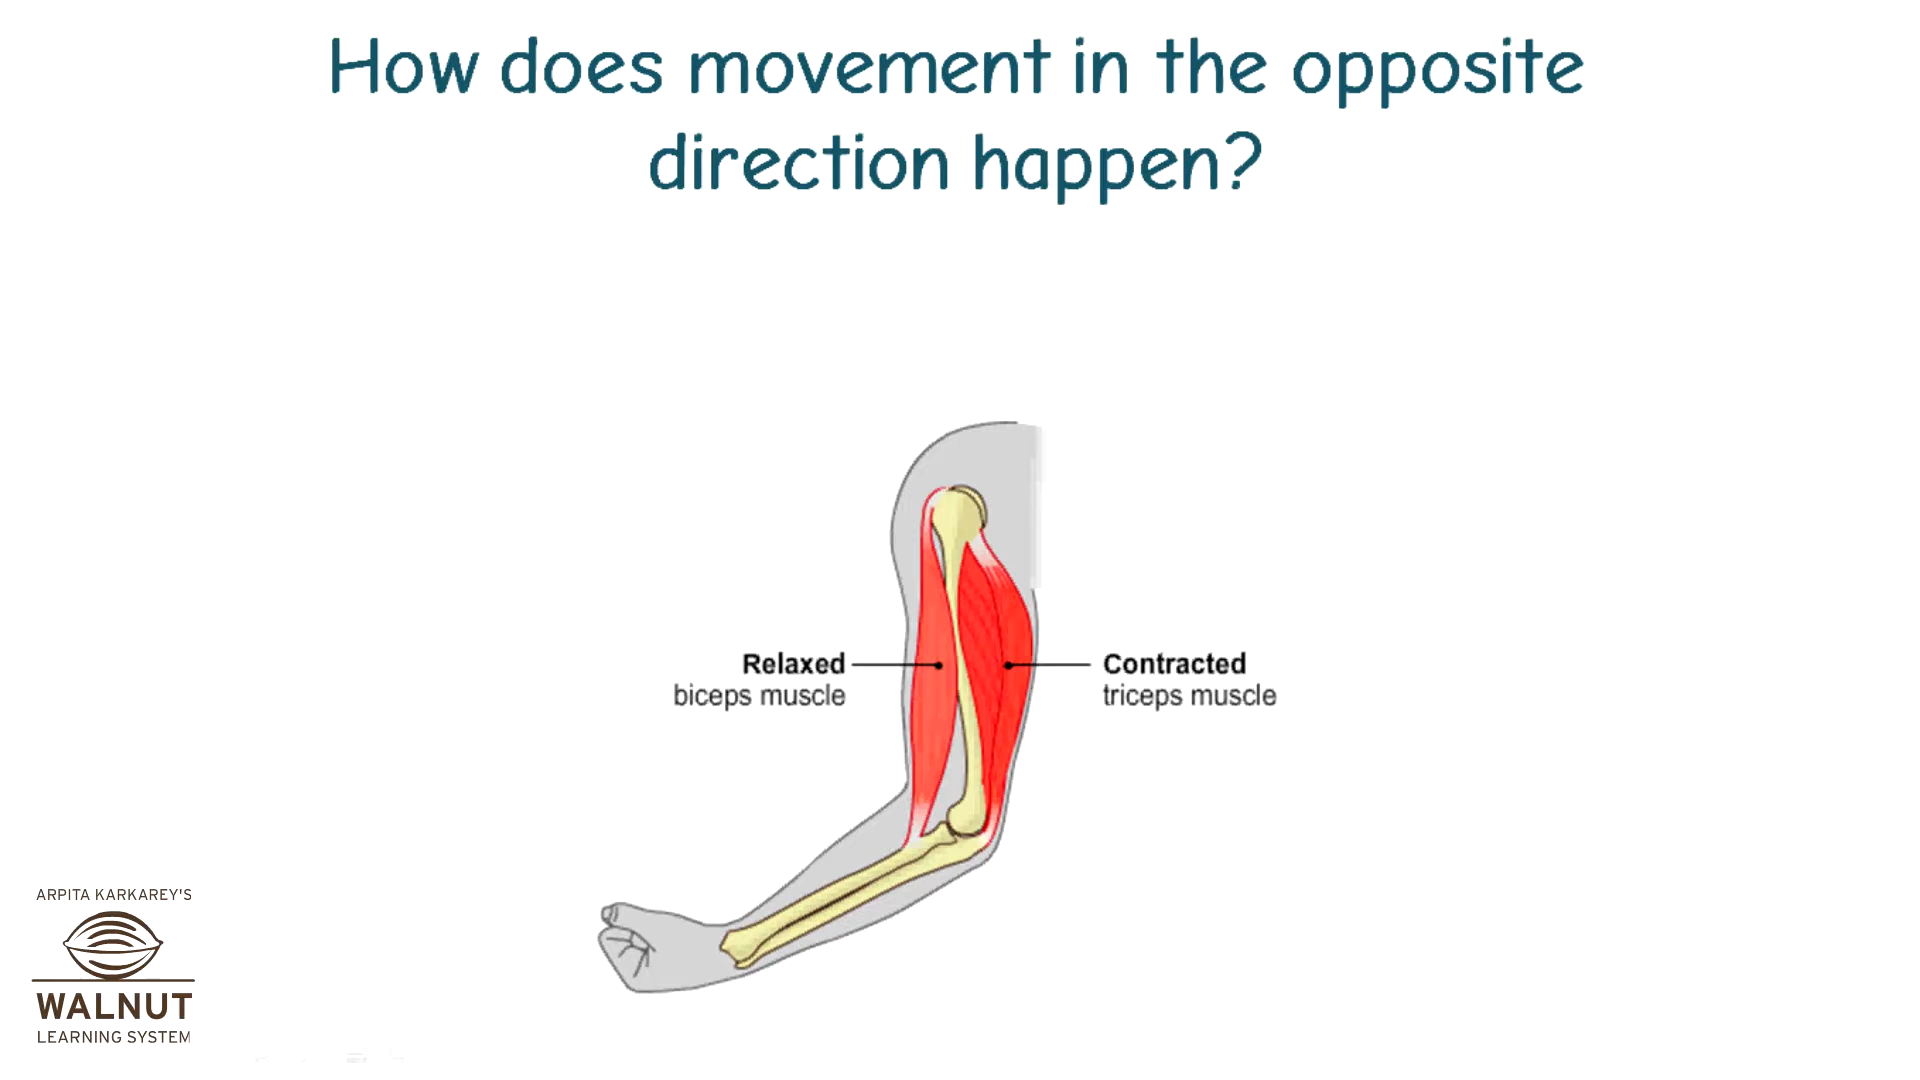 How does movement in the opposite
direction happen?
Relaxed
biceps muscle
Contracted
triceps muscle
ARPITA KARKAREY'S
WALNUT
LEARNING SYSTEM